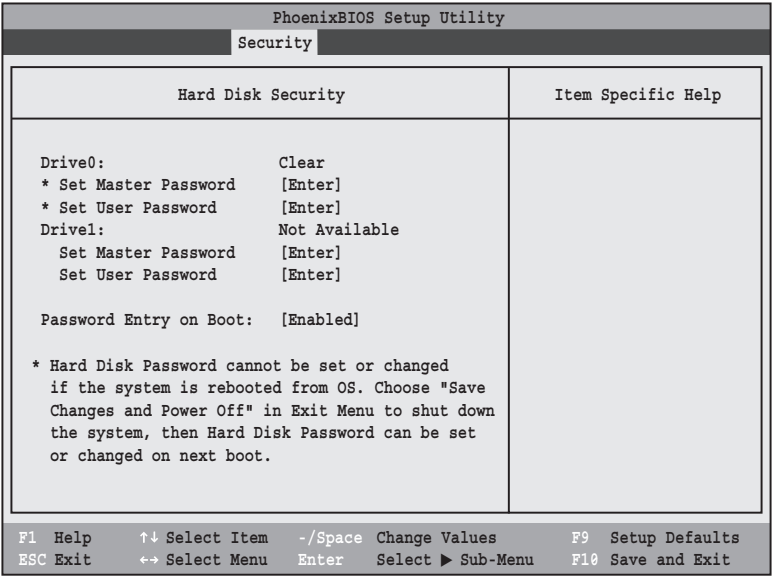 PhoenixBIOS Setup Utility
Security
Hard Disk Security
Item Specific Help
Drive0: Clear
* Set Master Password [Enter]
* Set User Password [Enter]
Drive1: Not Available
Set Master Password [Enter]
Set User Password [Enter]
Password Entry on Boot: [Enabled]
* Hard Disk Password cannot be set or changed
if the system is rebooted from OS. Choose "Save
Changes and Power Off" in Exit Menu to shut down
the system, then Hard Disk Password can be set
or changed on next boot.
F1 Help ↑↓ Select Item -/Space Change Values F9 Setup Defaults
ESC Exit ←→ Select Menu Enter Select ▶ Sub-Menu F10 Save and Exit